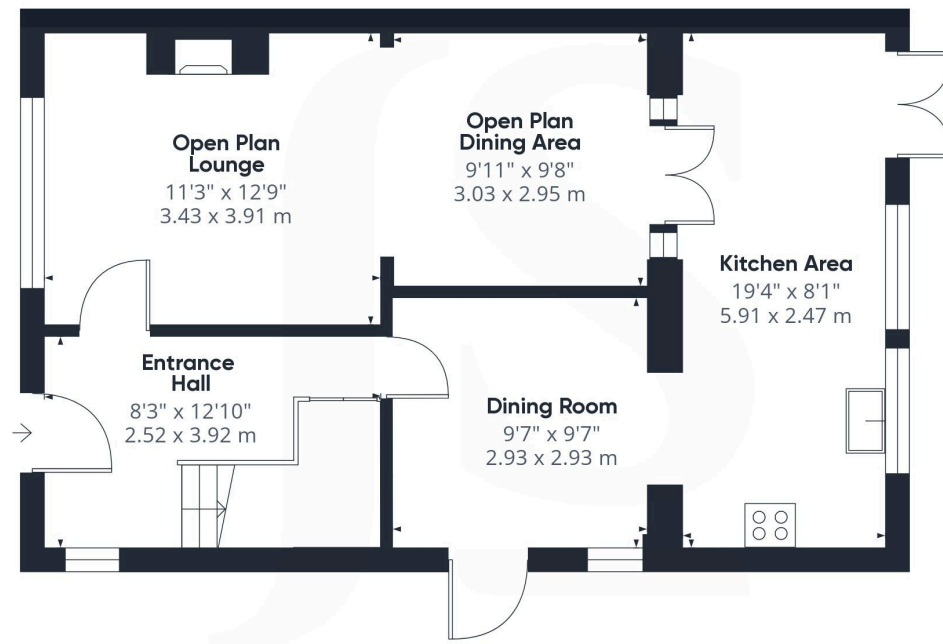 Open Plan
Lounge
11'3" x 12'9"
3.43 x 3.91 m
Open Plan
Dining Area
9'11" x 9'8"
3.03 x 2.95 m
Kitchen Area
19'4" x 8'1"
5.91 x 2.47 m
Entrance
Hall
8'3" x 12'10"
2.52 x 3.92 m
Dining Room
9'7" x 9'7"
2.93 x 2.93 m